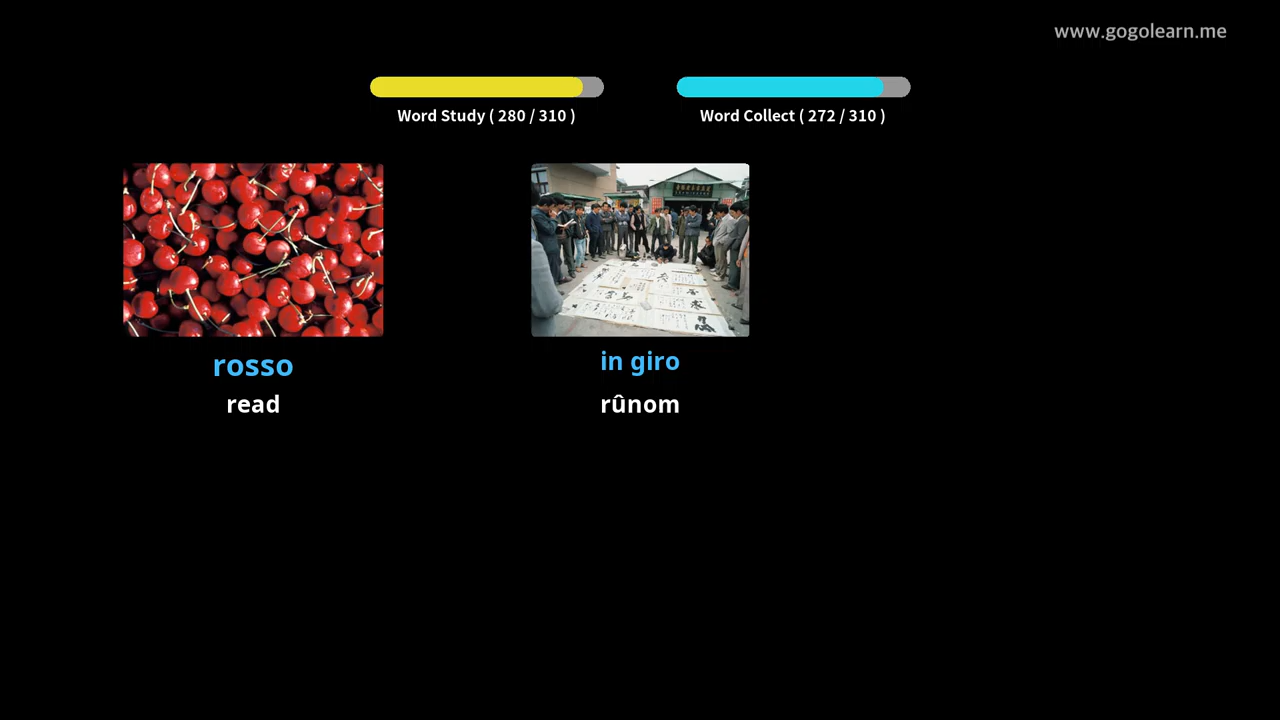 www.gogolearn.me
Word Study ( 280 / 310 )
Word Collect ( 272 / 310 )
rosso
read
in giro
rûnom